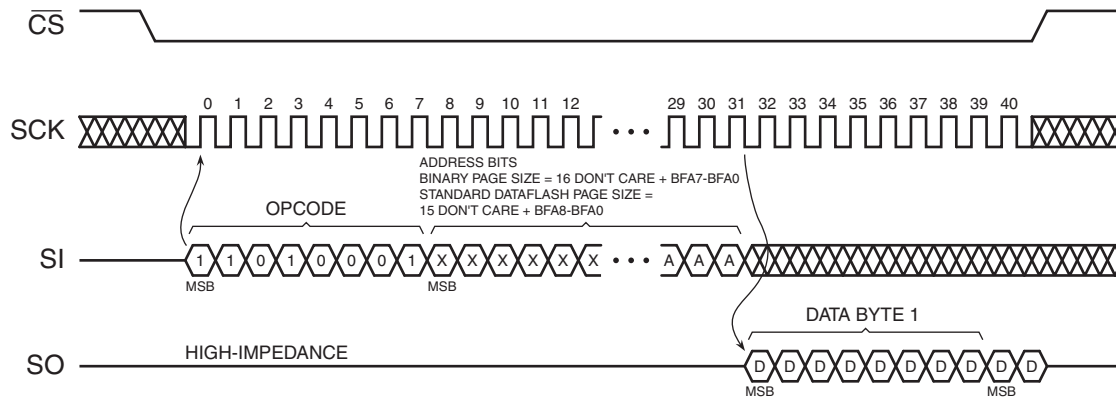 CS
SCK
0 1 2 3 4 5 6 7 8 9 10 11 12 29 30 31 32 33 34 35 36 37 38 39 40
ADDRESS BITS
BINARY PAGE SIZE = 16 DON'T CARE + BFA7-BFA0
STANDARD DATAFLASH PAGE SIZE =
15 DON'T CARE + BFA8-BFA0
OPCODE
SI
1 1 0 1 0 0 0 1 X X X X X X A A A
MSB MSB
DATA BYTE 1
SO
HIGH-IMPEDANCE
D D D D D D D D D D
MSB MSB